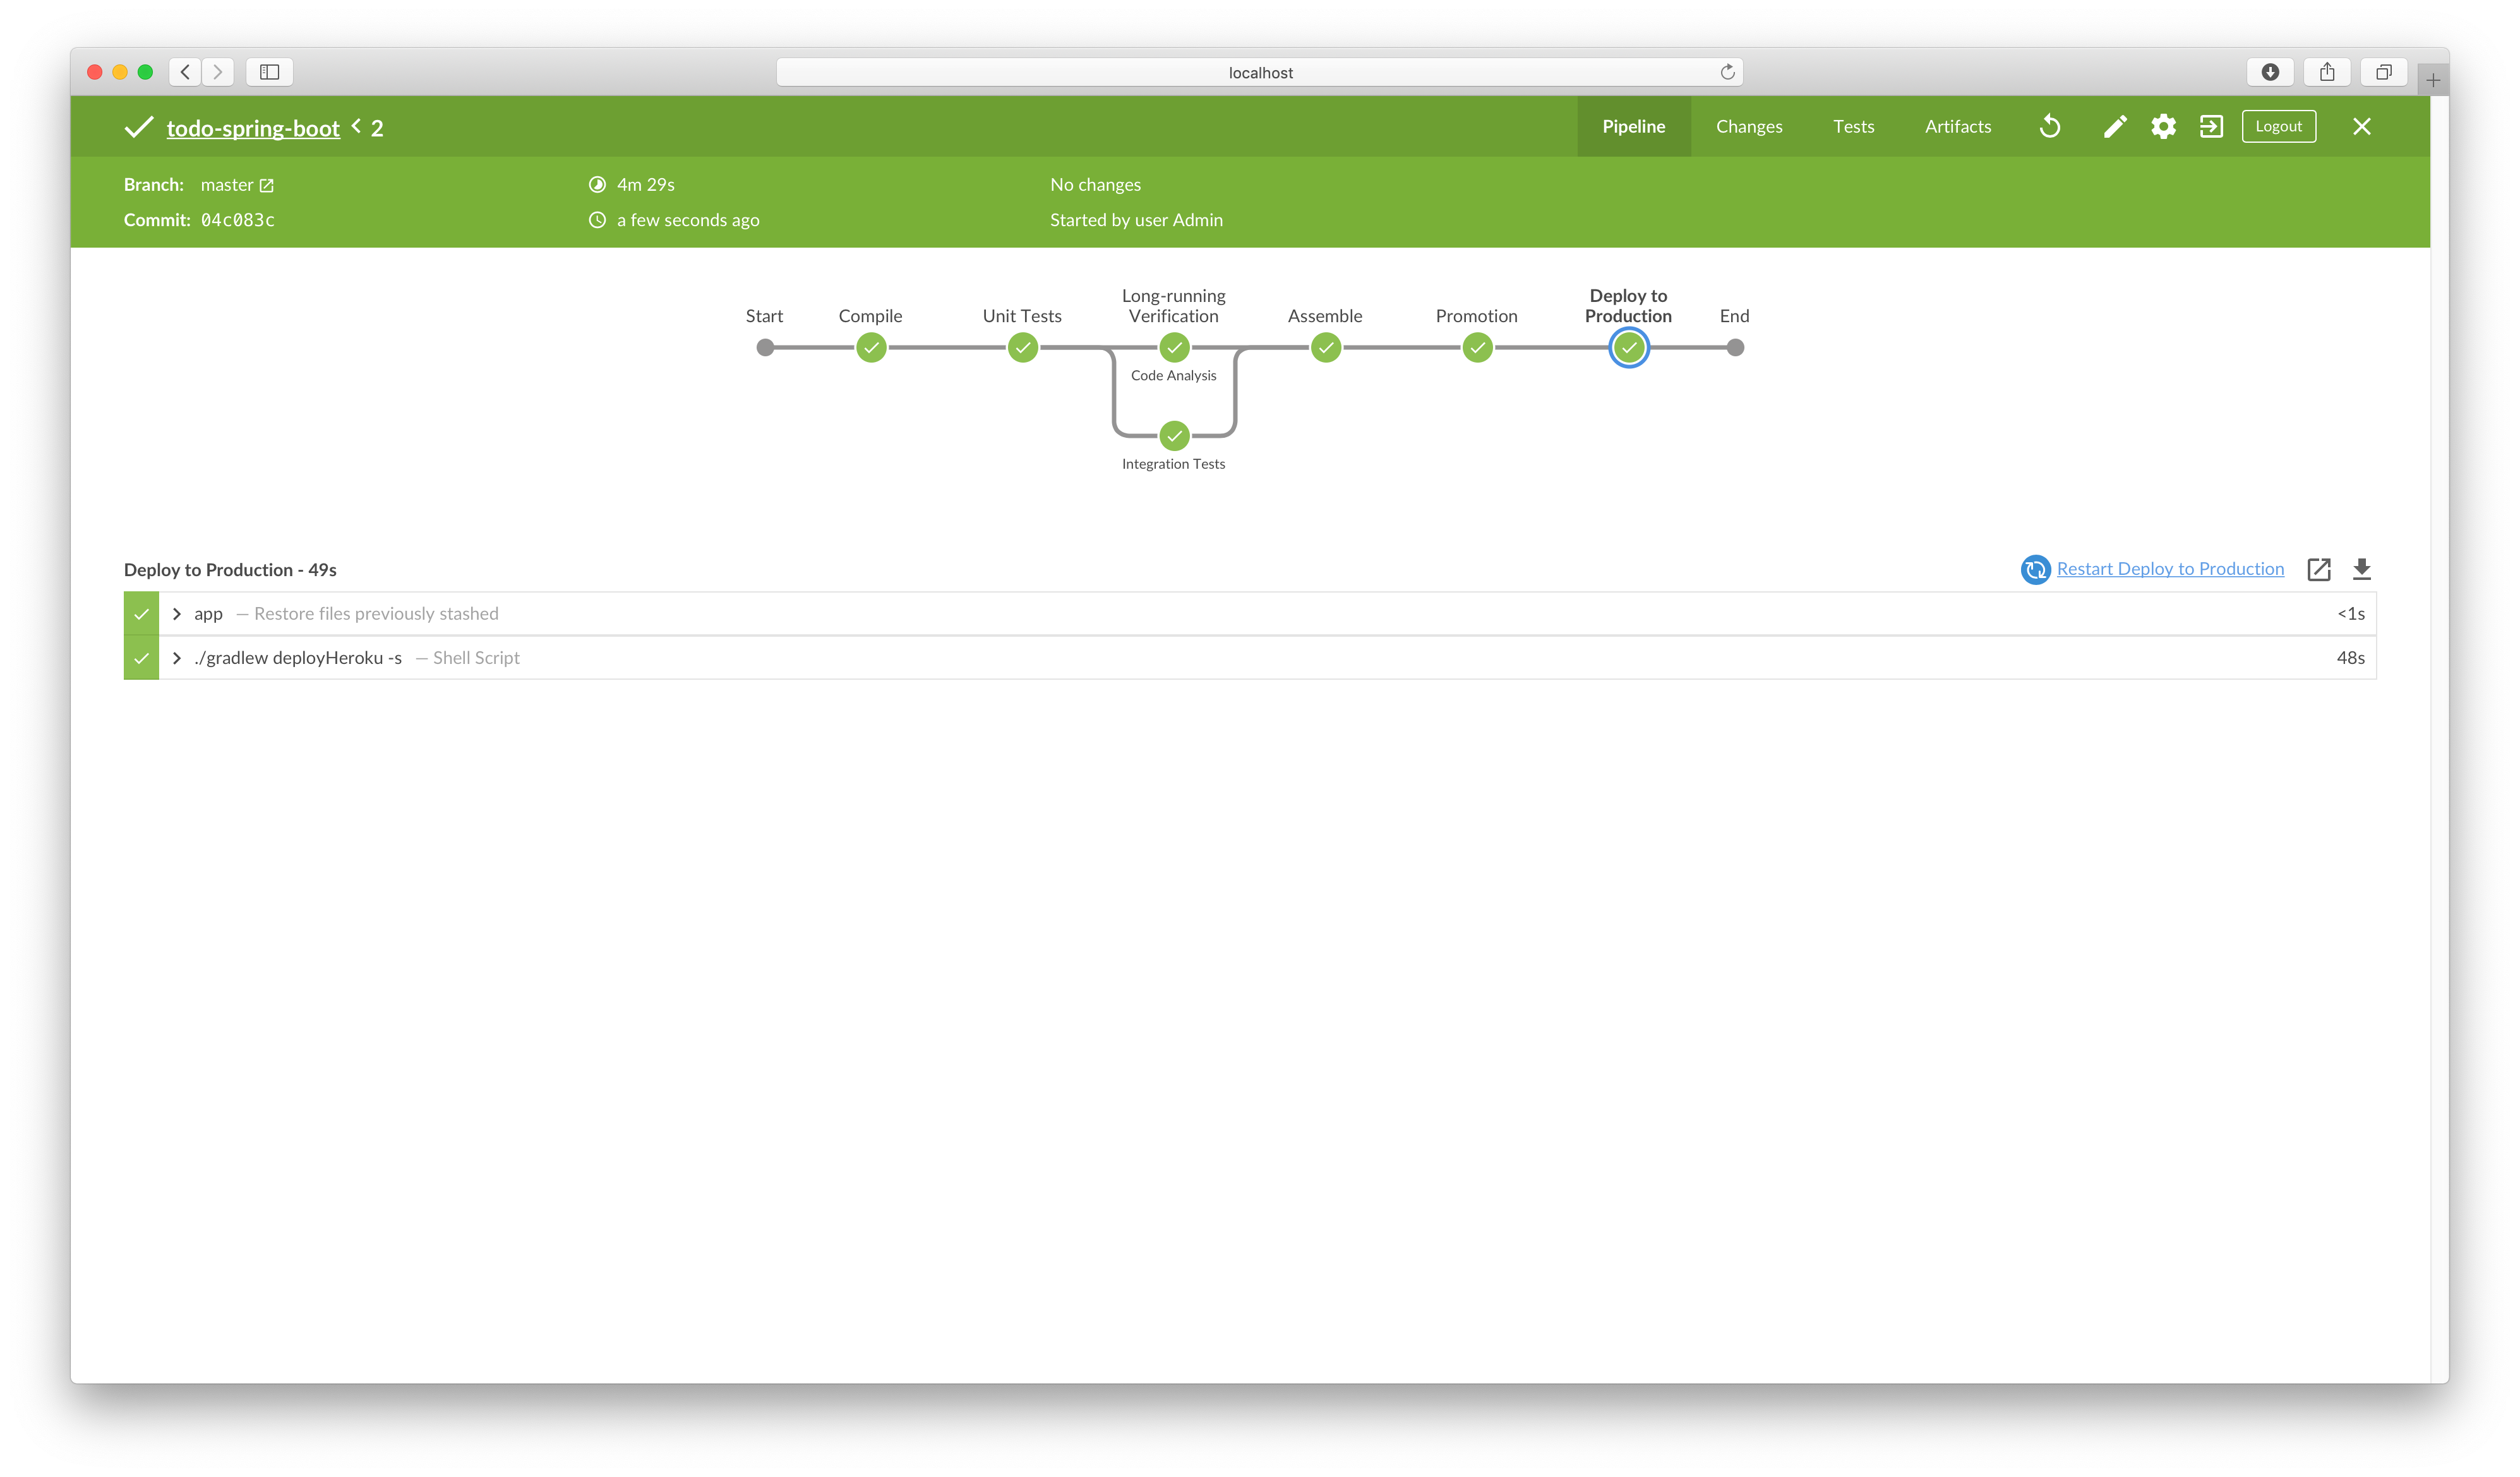 localhost
todo-spring-boot < 2
Pipeline Changes Tests Artifacts Logout
Branch: master 4m 29s No changes
Commit: 04c083c a few seconds ago Started by user Admin
Start Compile Unit Tests Long-running Verification Assemble Promotion Deploy to Production End
Code Analysis
Integration Tests
Deploy to Production - 49s Restart Deploy to Production
app — Restore files previously stashed <1s
./gradlew deployHeroku -s — Shell Script 48s